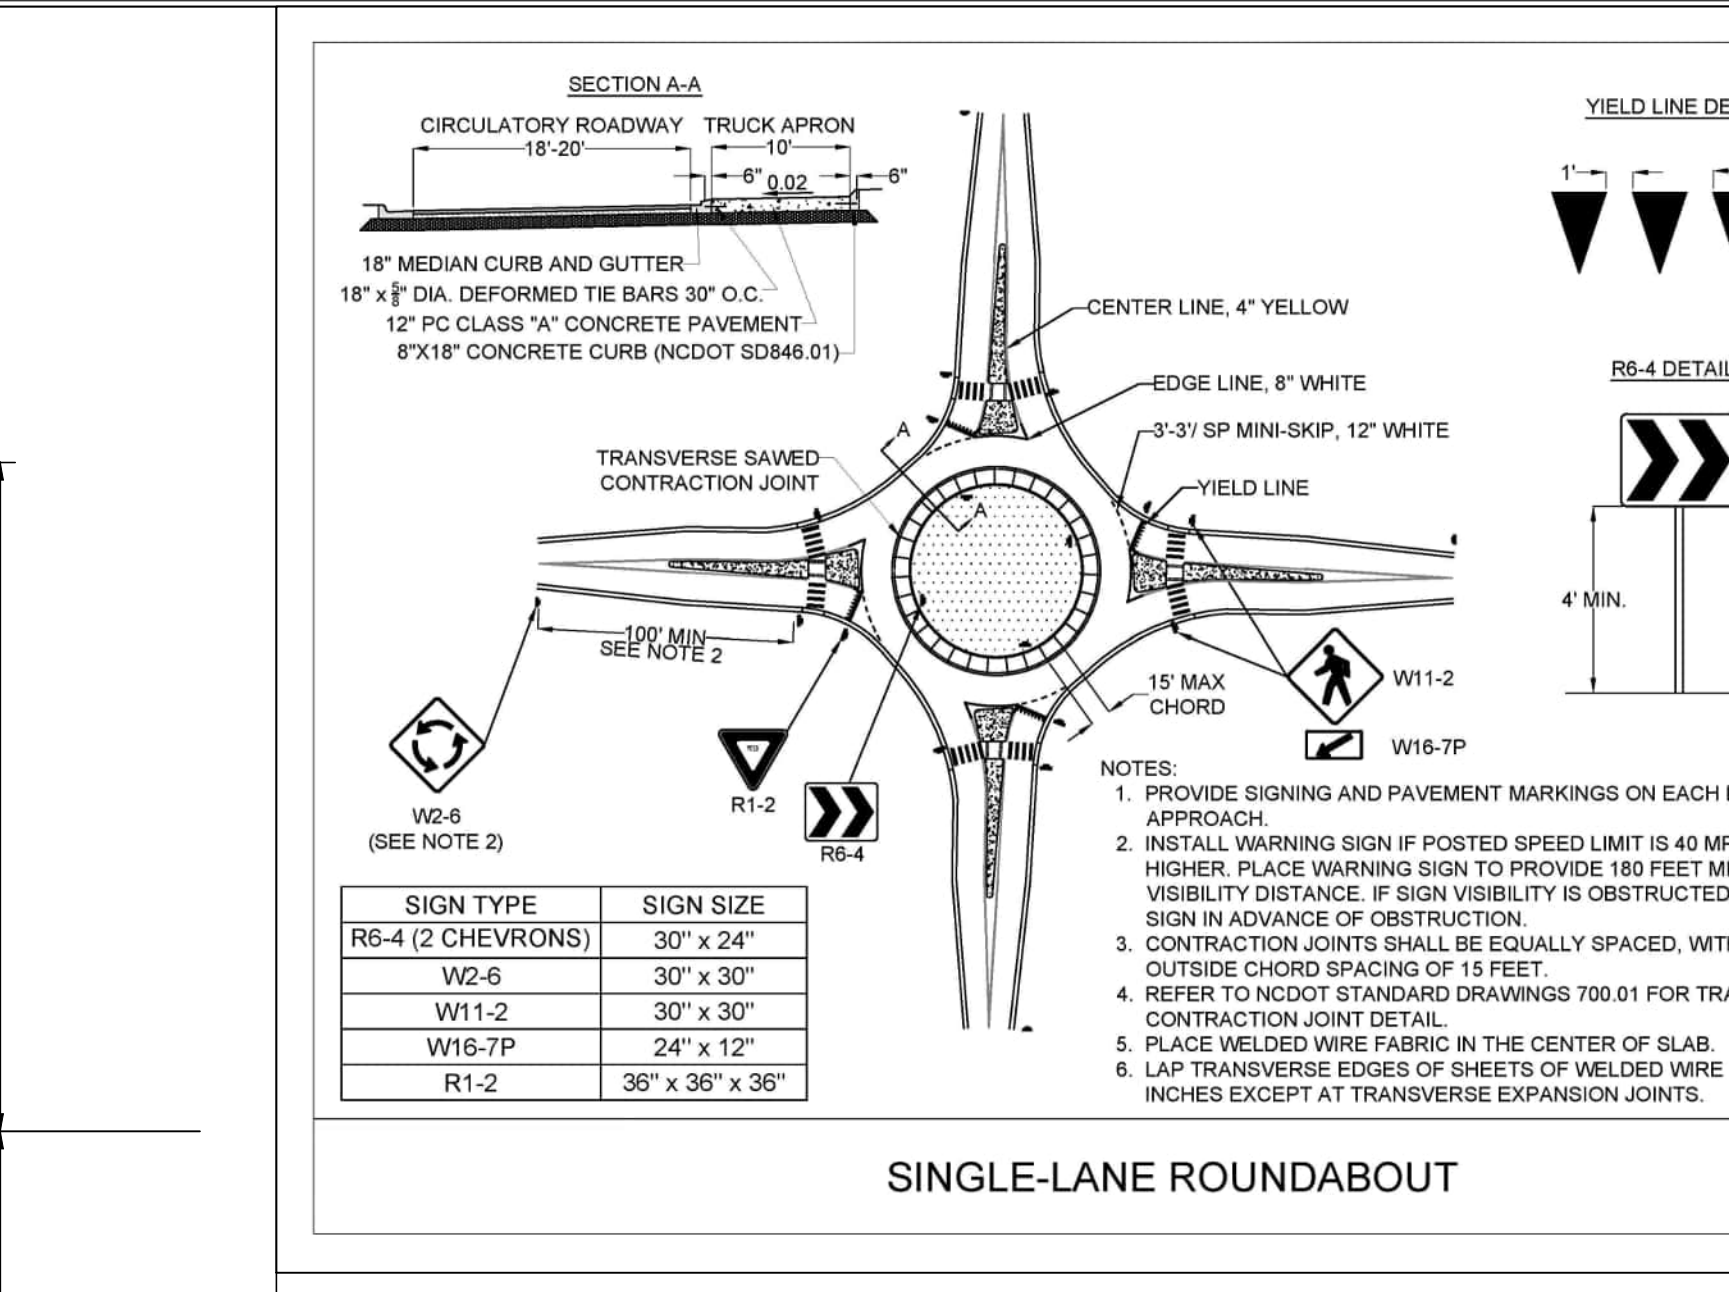 SECTION A-A
CIRCULATORY ROADWAY
TRUCK APRON
18'-20'
10'
6"
0.02
6"
18" MEDIAN CURB AND GUTTER
18" x 5/8" DIA. DEFORMED TIE BARS 30" O.C.
12" PC CLASS "A" CONCRETE PAVEMENT
8"X18" CONCRETE CURB (NCDOT SD846.01)
YIELD LINE DE
1'
CENTER LINE, 4" YELLOW
EDGE LINE, 8" WHITE
3'-3'/ SP MINI-SKIP, 12" WHITE
YIELD LINE
R6-4 DETAIL
4' MIN.
A
A
TRANSVERSE SAWED
CONTRACTION JOINT
100' MIN
SEE NOTE 2
15' MAX
CHORD
W11-2
W16-7P
W2-6
(SEE NOTE 2)
R1-2
R6-4
SIGN TYPE SIGN SIZE
R6-4 (2 CHEVRONS) 30" x 24"
W2-6 30" x 30"
W11-2 30" x 30"
W16-7P 24" x 12"
R1-2 36" x 36" x 36"
NOTES:
1. PROVIDE SIGNING AND PAVEMENT MARKINGS ON EACH
APPROACH.
2. INSTALL WARNING SIGN IF POSTED SPEED LIMIT IS 40 MP
HIGHER. PLACE WARNING SIGN TO PROVIDE 180 FEET MI
VISIBILITY DISTANCE. IF SIGN VISIBILITY IS OBSTRUCTED
SIGN IN ADVANCE OF OBSTRUCTION.
3. CONTRACTION JOINTS SHALL BE EQUALLY SPACED, WITH
OUTSIDE CHORD SPACING OF 15 FEET.
4. REFER TO NCDOT STANDARD DRAWINGS 700.01 FOR TRA
CONTRACTION JOINT DETAIL.
5. PLACE WELDED WIRE FABRIC IN THE CENTER OF SLAB.
6. LAP TRANSVERSE EDGES OF SHEETS OF WELDED WIRE
INCHES EXCEPT AT TRANSVERSE EXPANSION JOINTS.
SINGLE-LANE ROUNDABOUT